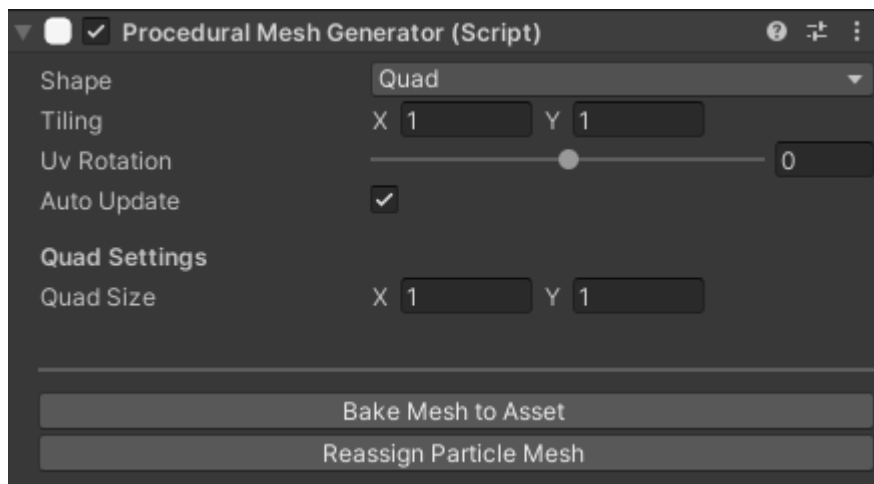 Procedural Mesh Generator (Script)
Shape Quad
Tiling X 1 Y 1
Uv Rotation 0
Auto Update
Quad Settings
Quad Size X 1 Y 1
Bake Mesh to Asset
Reassign Particle Mesh